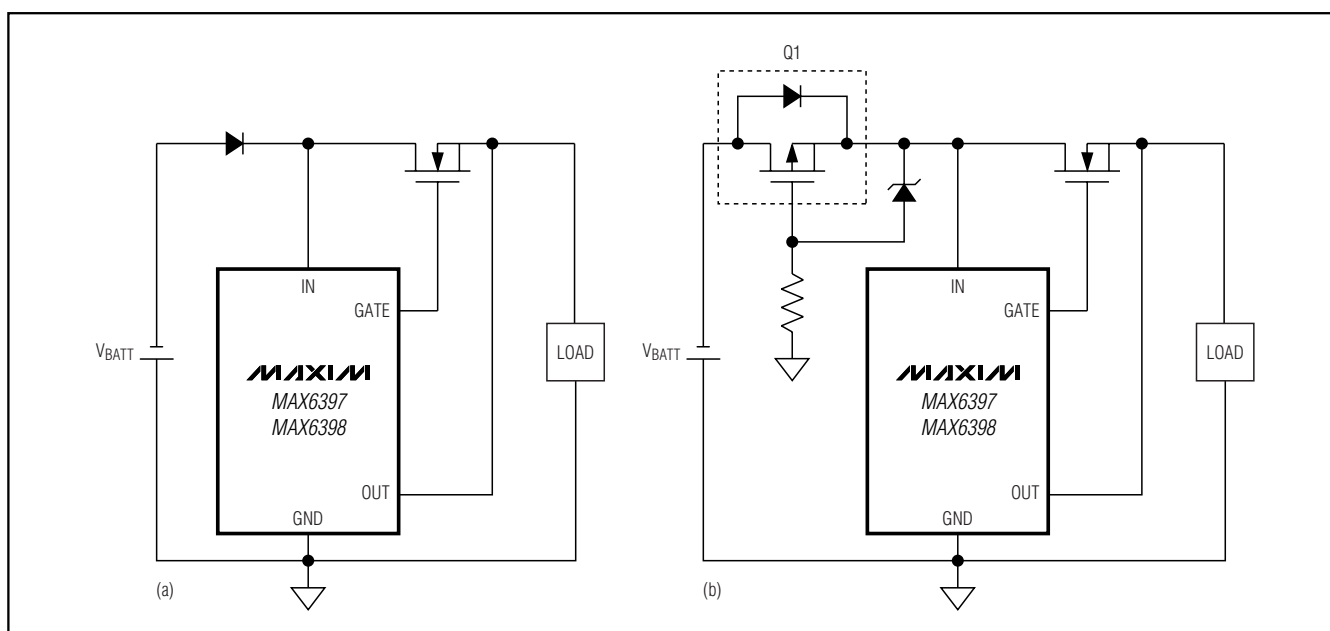 Q1
IN
GATE
V_BATT
MAXIM
MAX6397
MAX6398
LOAD
OUT
GND
(a)
IN
GATE
V_BATT
MAXIM
MAX6397
MAX6398
LOAD
OUT
GND
(b)